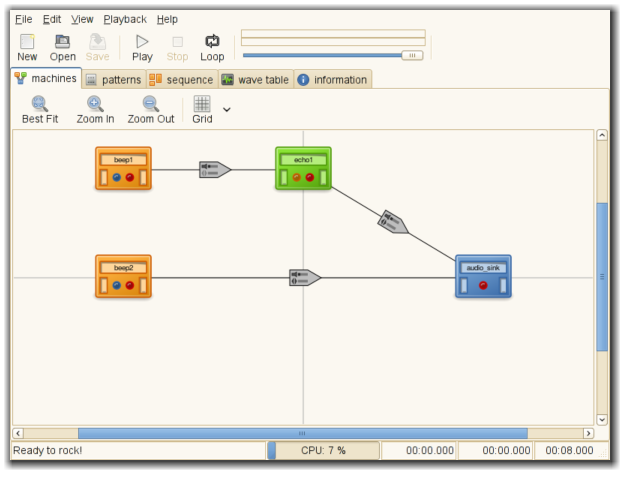 File Edit View Playback Help
New Open Save Play Stop Loop
machines patterns sequence wave table information
Best Fit Zoom In Zoom Out Grid
beep1 echo1
beep2 audio_sink
Ready to rock! CPU: 7 % 00:00.000 00:00.000 00:08.000